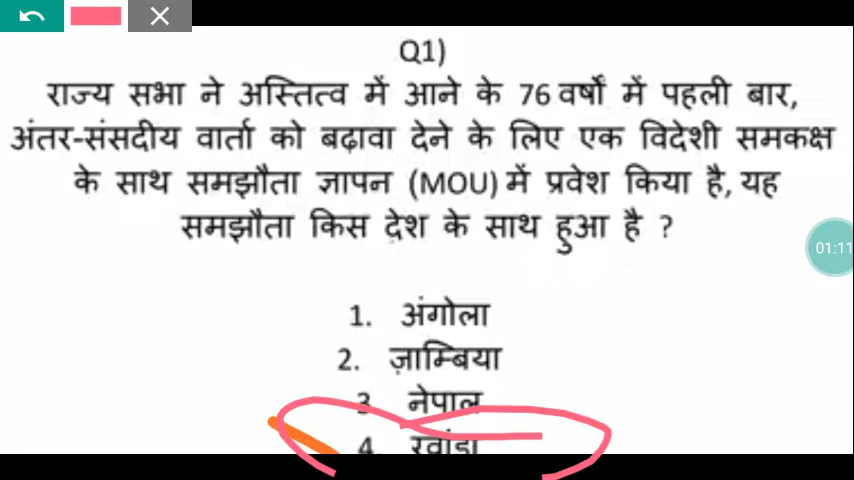 Q1)
राज्य सभा ने अस्तित्व में आने के 76 वर्षों में पहली बार,
अंतर-संसदीय वार्ता को बढ़ावा देने के लिए एक विदेशी समकक्ष
के साथ समझौता ज्ञापन (MOU) में प्रवेश किया है, यह
समझौता किस देश के साथ हुआ है ?
01:11
1. अंगोला
2. ज़ाम्बिया
3. नेपाल
4. रवांडा